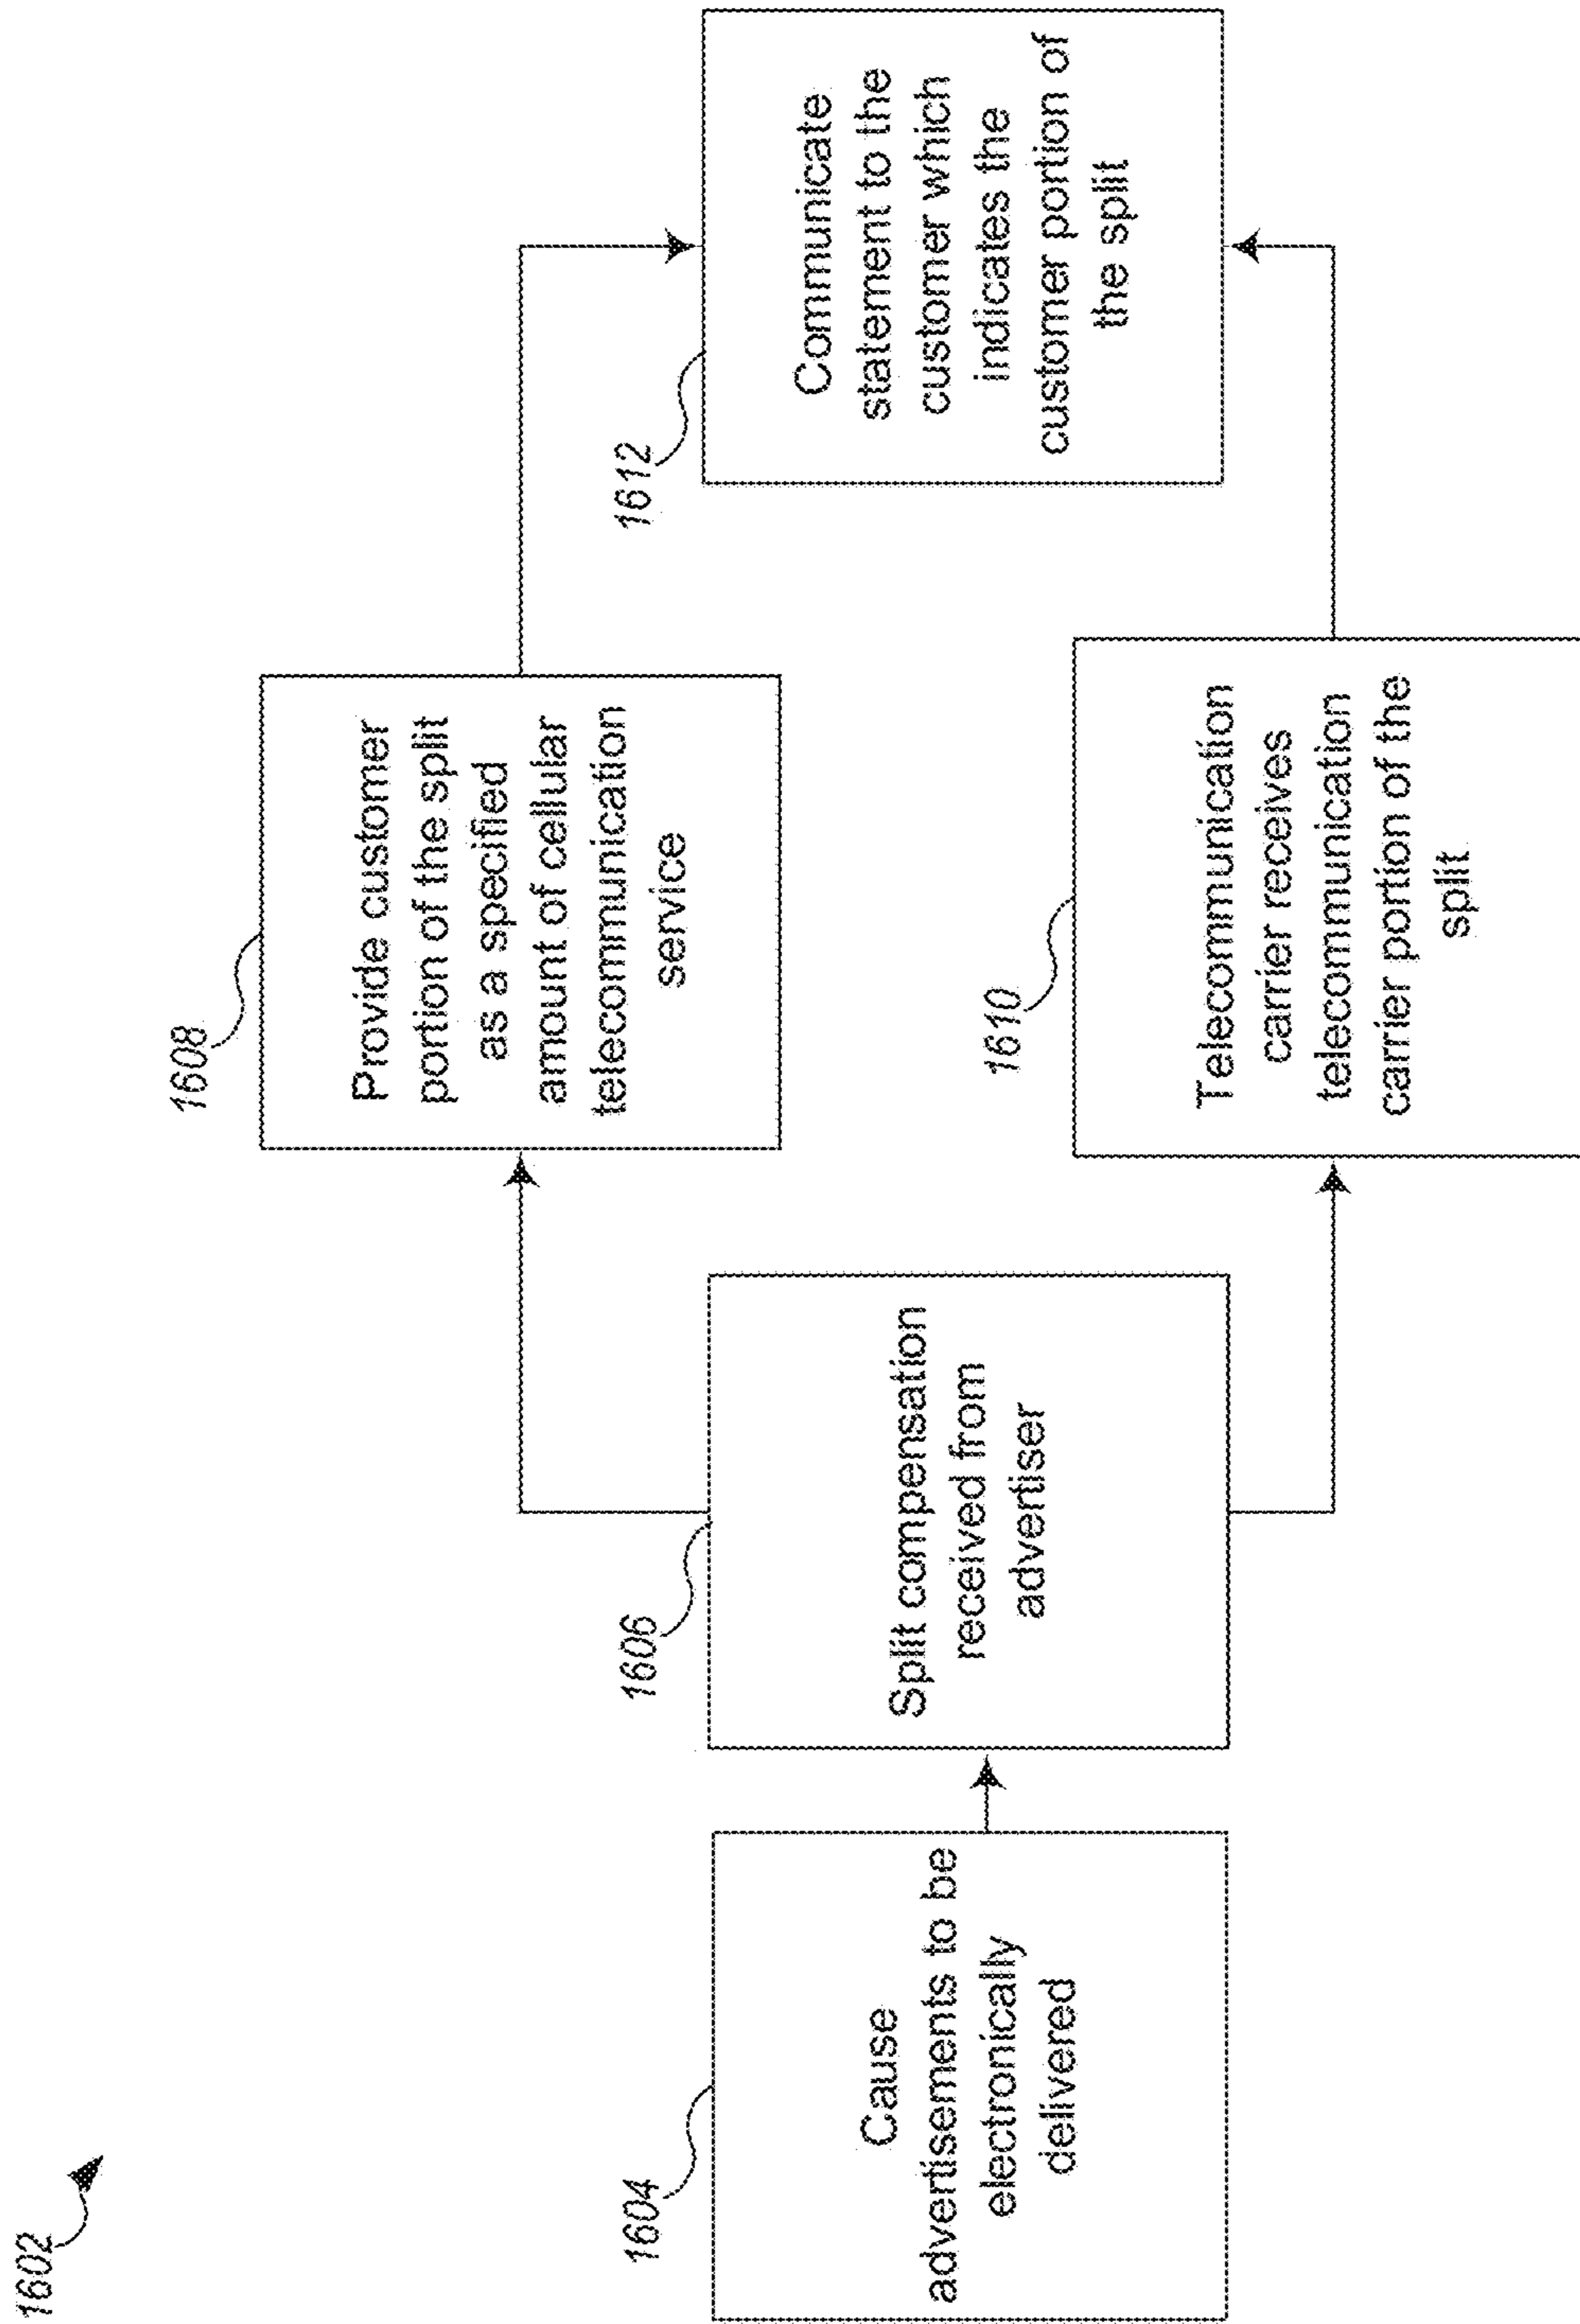 1602
1604
Cause
advertisements to be
electronically
delivered
1606
Split compensation
received from
advertiser
1608
Provide customer
portion of the split
as a specified
amount of cellular
telecommunication
service
1610
Telecommunication
carrier receives
telecommunication
carrier portion of the
split
1612
Communicate
statement to the
customer which
indicates the
customer portion of
the split